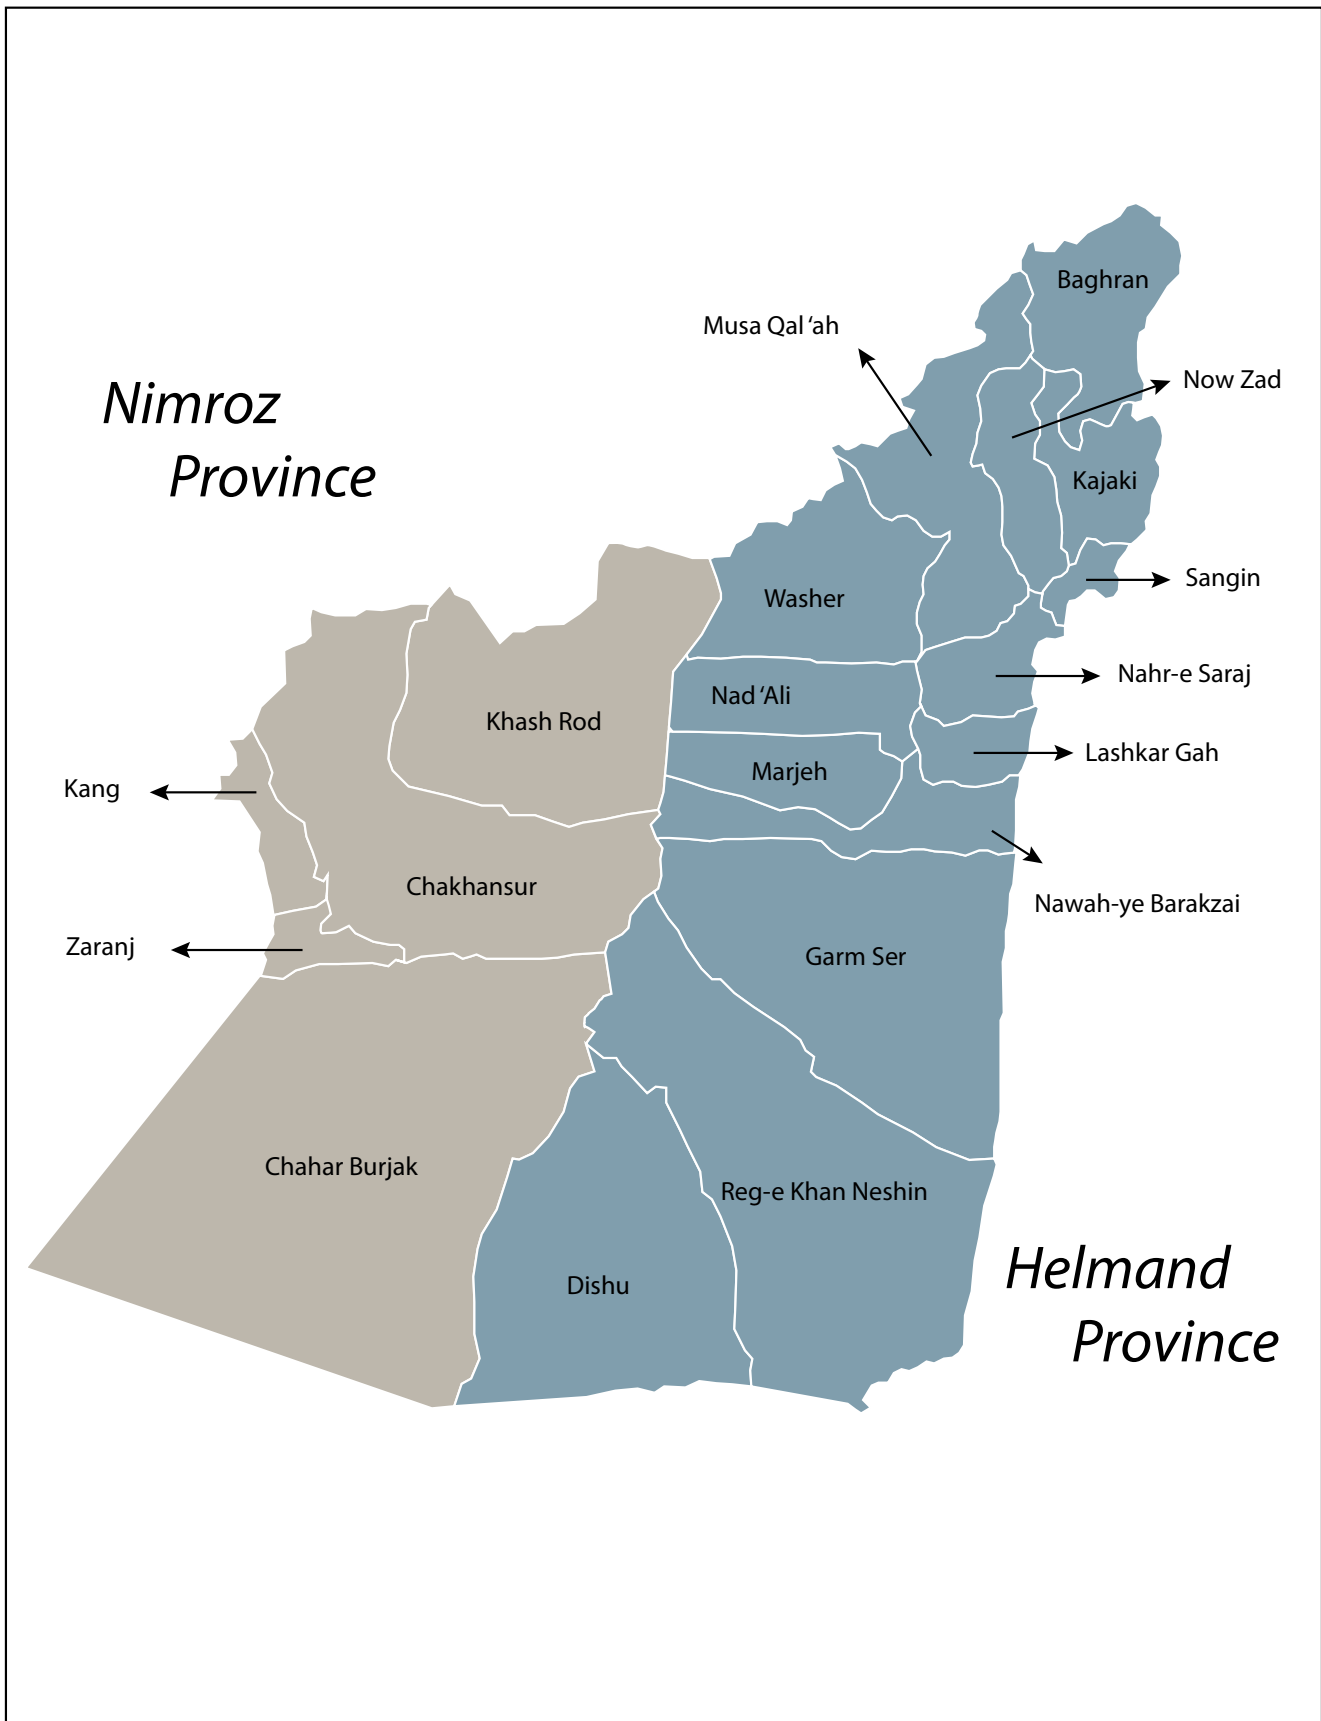 Baghran
Musa Qal ‘ah
Now Zad
Nimroz
Province
Kajaki
Sangin
Washer
Nahr-e Saraj
Nad ‘Ali
Khash Rod
Lashkar Gah
Marjeh
Kang
Chakhansur
Nawah-ye Barakzai
Zaranj
Garm Ser
Chahar Burjak
Reg-e Khan Neshin
Helmand
Province
Dishu